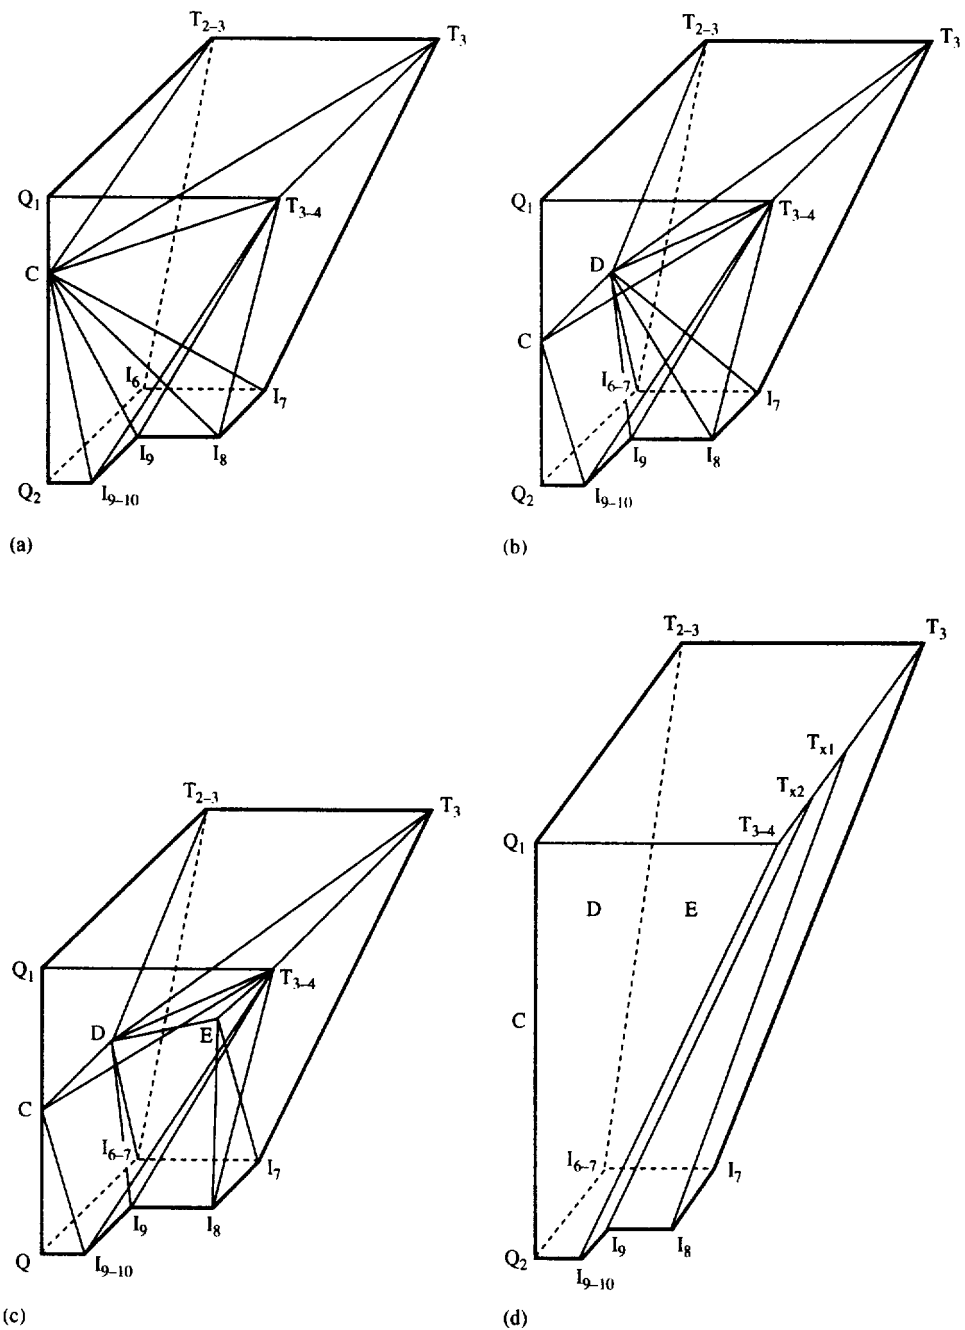 T₂₋₃ T₃
Q₁ T₃₋₄
C
I₆ I₇
I₉ I₈
Q₂ I₉₋₁₀
(a)
T₂₋₃ T₃
Q₁ T₃₋₄
D
C
I₆₋₇ I₇
I₉ I₈
Q₂ I₉₋₁₀
(b)
T₂₋₃ T₃
Q₁ T₃₋₄
D E
C
I₆₋₇ I₇
I₉ I₈
Q I₉₋₁₀
(c)
T₂₋₃ T₃
Tₓ₁
Tₓ₂
Q₁ T₃₋₄
D E
C
I₆₋₇ I₇
Q₂ I₉ I₈
I₉₋₁₀
(d)